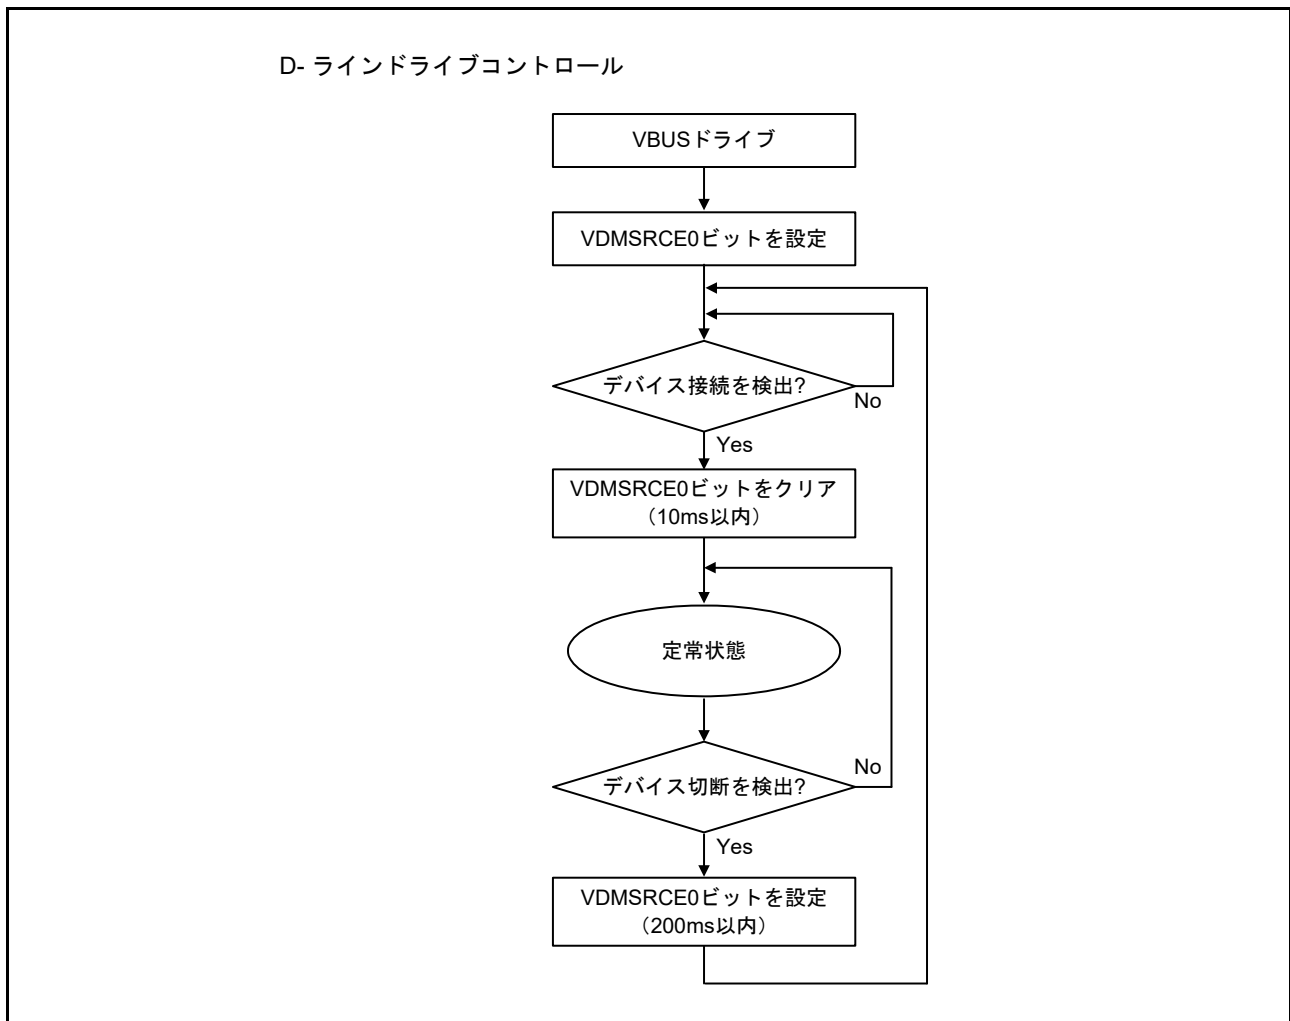 D- ラインドライブコントロール
VBUSドライブ
VDMSRCE0ビットを設定
デバイス接続を検出?
No
Yes
VDMSRCE0ビットをクリア
（10ms以内）
定常状態
デバイス切断を検出?
No
Yes
VDMSRCE0ビットを設定
（200ms以内）